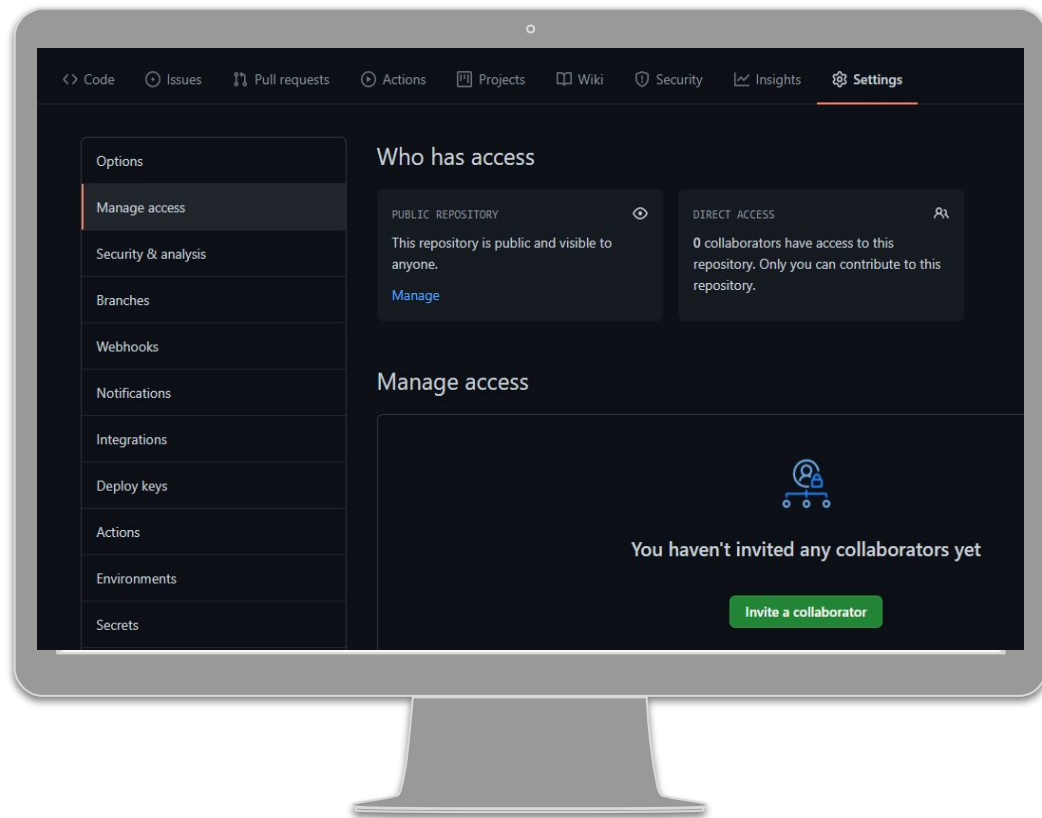 Code Issues Pull requests Actions Projects Wiki Security Insights Settings
Options
Manage access
Security & analysis
Branches
Webhooks
Notifications
Integrations
Deploy keys
Actions
Environments
Secrets
Who has access
PUBLIC REPOSITORY
This repository is public and visible to
anyone.
Manage
DIRECT ACCESS
0 collaborators have access to this
repository. Only you can contribute to this
repository.
Manage access
You haven't invited any collaborators yet
Invite a collaborator